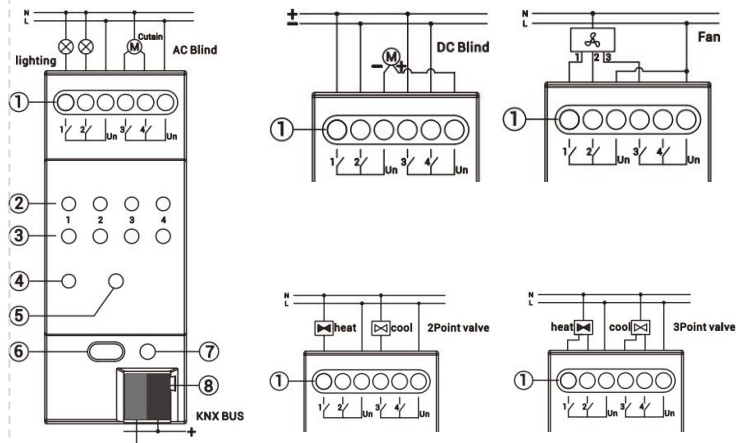 N
L
lighting
M
Cutain
AC Blind
①
1 2 Un 3 4 Un
②
1 2 3 4
③
④
⑤
⑥
⑦
⑧
KNX BUS
+
+
−
− M +
DC Blind
①
1 2 Un 3 4 Un
N
L
Fan
1 2 3
①
1 2 Un 3 4 Un
N
L
heat cool 2Point valve
①
1 2 Un 3 4 Un
N
L
heat cool 3Point valve
①
1 2 Un 3 4 Un